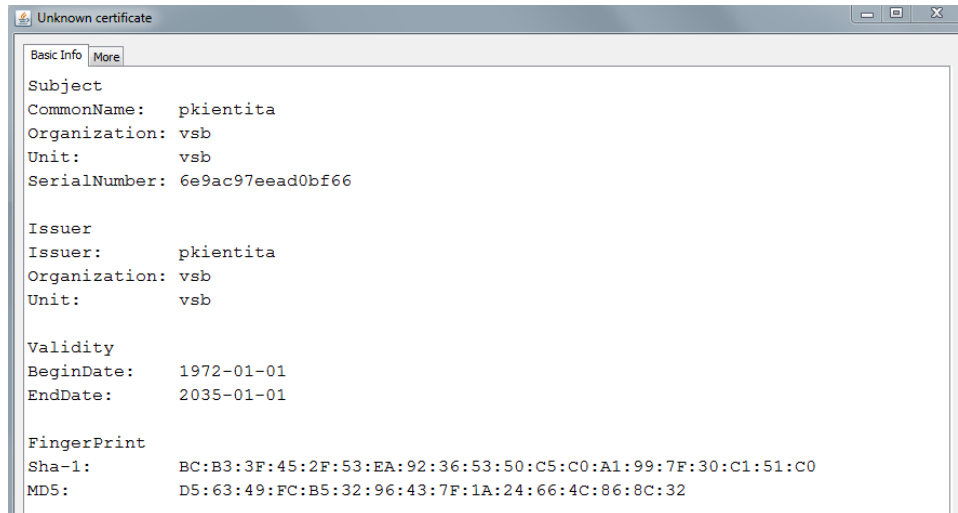 Unknown certificate
Basic Info More
Subject
CommonName: pkientita
Organization: vsb
Unit: vsb
SerialNumber: 6e9ac97eead0bf66
Issuer
Issuer: pkientita
Organization: vsb
Unit: vsb
Validity
BeginDate: 1972-01-01
EndDate: 2035-01-01
FingerPrint
Sha-1: BC:B3:3F:45:2F:53:EA:92:36:53:50:C5:C0:A1:99:7F:30:C1:51:C0
MD5: D5:63:49:FC:B5:32:96:43:7F:1A:24:66:4C:86:8C:32